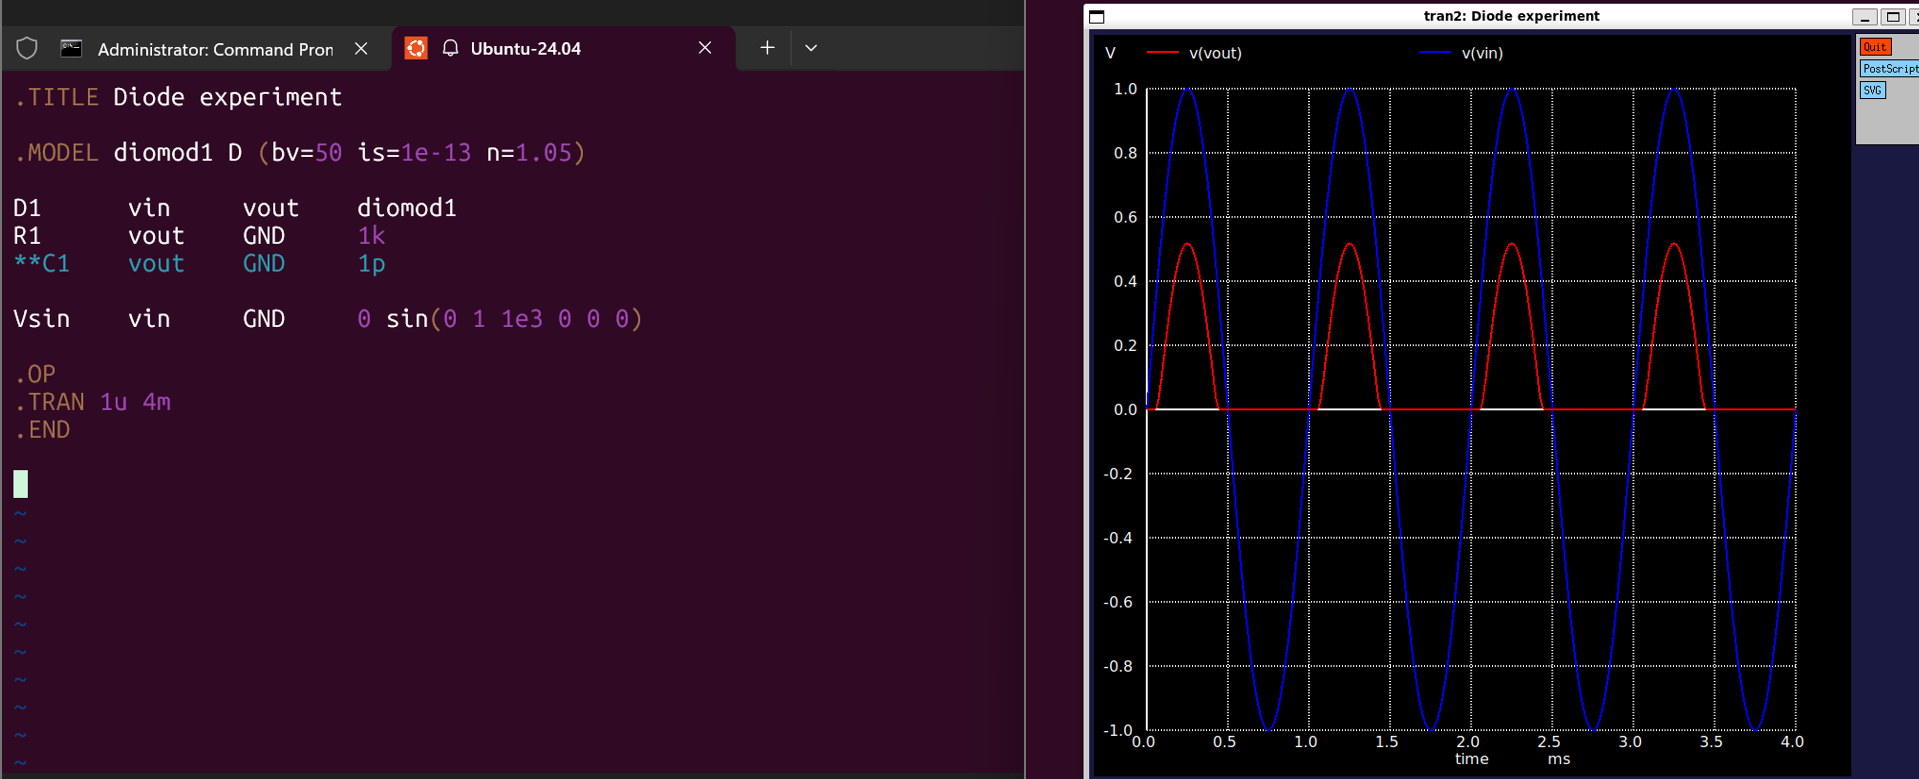 Administrator: Command Pron
Ubuntu-24.04
.TITLE Diode experiment
.MODEL diomod1 D (bv=50 is=1e-13 n=1.05)
D1 vin vout diomod1
R1 vout GND 1k
**C1 vout GND 1p
Vsin vin GND 0 sin(0 1 1e3 0 0 0)
.OP
.TRAN 1u 4m
.END
~
~
~
~
~
~
~
~
~
~
tran2: Diode experiment
V v(vout) v(vin)
Quit
PostScript
SVG
1.0
0.8
0.6
0.4
0.2
0.0
-0.2
-0.4
-0.6
-0.8
-1.0
0.0 0.5 1.0 1.5 2.0 2.5 3.0 3.5 4.0
time ms